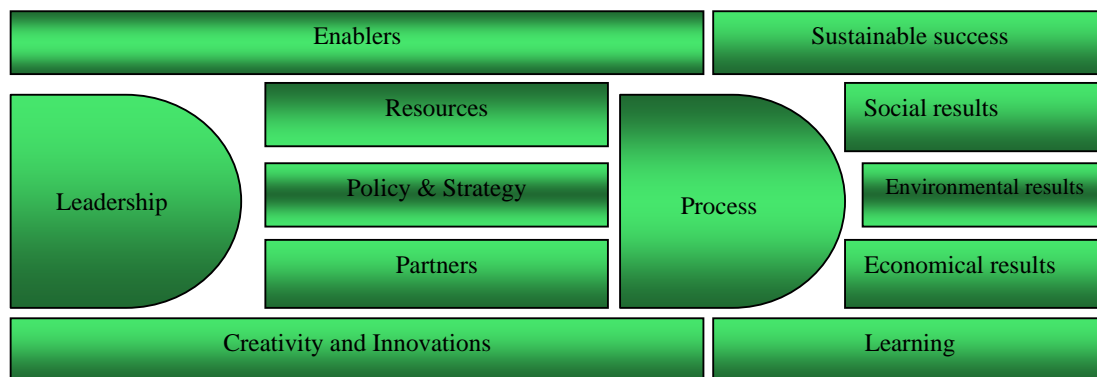 Enablers
Sustainable success
Leadership
Resources
Policy & Strategy
Partners
Process
Social results
Environmental results
Economical results
Creativity and Innovations
Learning